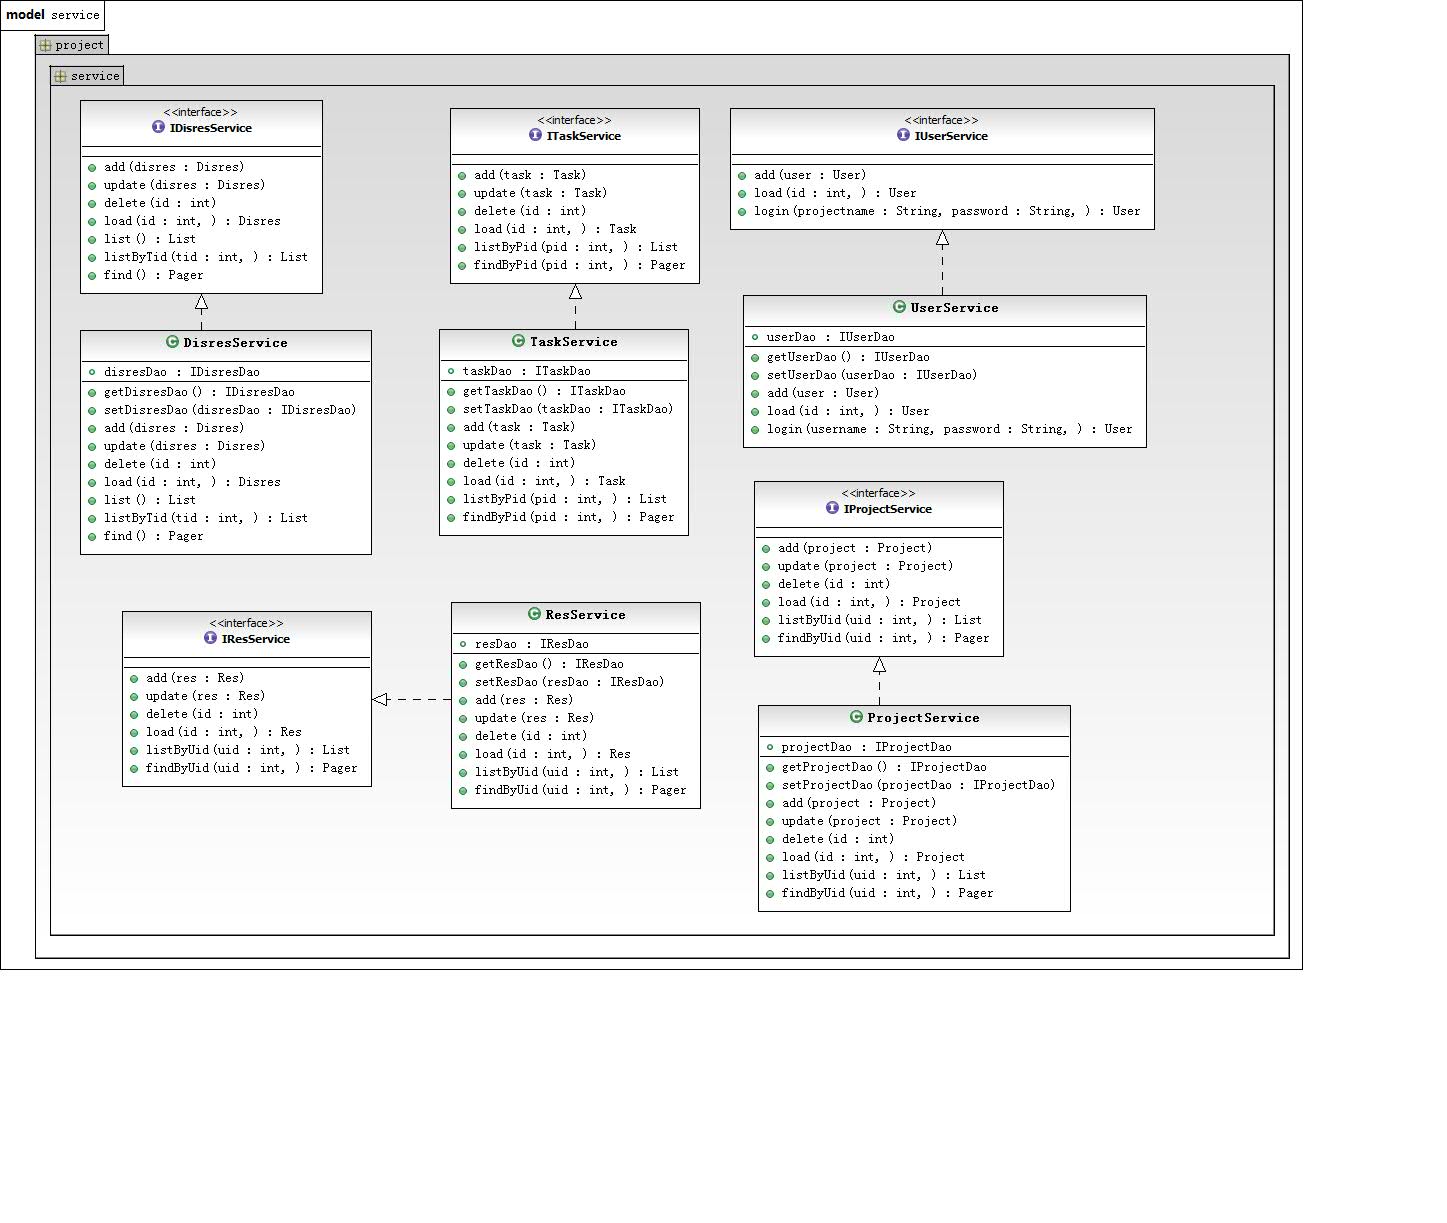 model service
project
service
<<interface>>
IDisresService
add(disres : Disres)
update(disres : Disres)
delete(id : int)
load(id : int, ) : Disres
list() : List
listByTid(tid : int, ) : List
find() : Pager
<<interface>>
ITaskService
add(task : Task)
update(task : Task)
delete(id : int)
load(id : int, ) : Task
listByPid(pid : int, ) : List
findByPid(pid : int, ) : Pager
<<interface>>
IUserService
add(user : User)
load(id : int, ) : User
login(projectname : String, password : String, ) : User
DisresService
disresDao : IDisresDao
getDisresDao() : IDisresDao
setDisresDao(disresDao : IDisresDao)
add(disres : Disres)
update(disres : Disres)
delete(id : int)
load(id : int, ) : Disres
list() : List
listByTid(tid : int, ) : List
find() : Pager
TaskService
taskDao : ITaskDao
getTaskDao() : ITaskDao
setTaskDao(taskDao : ITaskDao)
add(task : Task)
update(task : Task)
delete(id : int)
load(id : int, ) : Task
listByPid(pid : int, ) : List
findByPid(pid : int, ) : Pager
UserService
userDao : IUserDao
getUserDao() : IUserDao
setUserDao(userDao : IUserDao)
add(user : User)
load(id : int, ) : User
login(username : String, password : String, ) : User
<<interface>>
IProjectService
add(project : Project)
update(project : Project)
delete(id : int)
load(id : int, ) : Project
listByUid(uid : int, ) : List
findByUid(uid : int, ) : Pager
<<interface>>
IResService
add(res : Res)
update(res : Res)
delete(id : int)
load(id : int, ) : Res
listByUid(uid : int, ) : List
findByUid(uid : int, ) : Pager
ResService
resDao : IResDao
getResDao() : IResDao
setResDao(resDao : IResDao)
add(res : Res)
update(res : Res)
delete(id : int)
load(id : int, ) : Res
listByUid(uid : int, ) : List
findByUid(uid : int, ) : Pager
ProjectService
projectDao : IProjectDao
getProjectDao() : IProjectDao
setProjectDao(projectDao : IProjectDao)
add(project : Project)
update(project : Project)
delete(id : int)
load(id : int, ) : Project
listByUid(uid : int, ) : List
findByUid(uid : int, ) : Pager